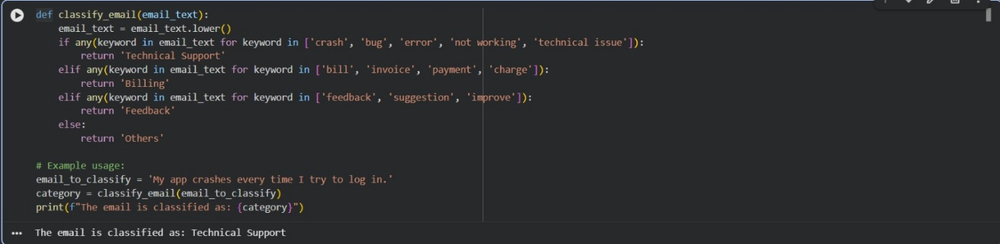 def classify_email(email_text):
    email_text = email_text.lower()
    if any(keyword in email_text for keyword in ['crash', 'bug', 'error', 'not working', 'technical issue']):
        return 'Technical Support'
    elif any(keyword in email_text for keyword in ['bill', 'invoice', 'payment', 'charge']):
        return 'Billing'
    elif any(keyword in email_text for keyword in ['feedback', 'suggestion', 'improve']):
        return 'Feedback'
    else:
        return 'Others'

# Example usage:
email_to_classify = 'My app crashes every time I try to log in.'
category = classify_email(email_to_classify)
print(f"The email is classified as: {category}")
The email is classified as: Technical Support